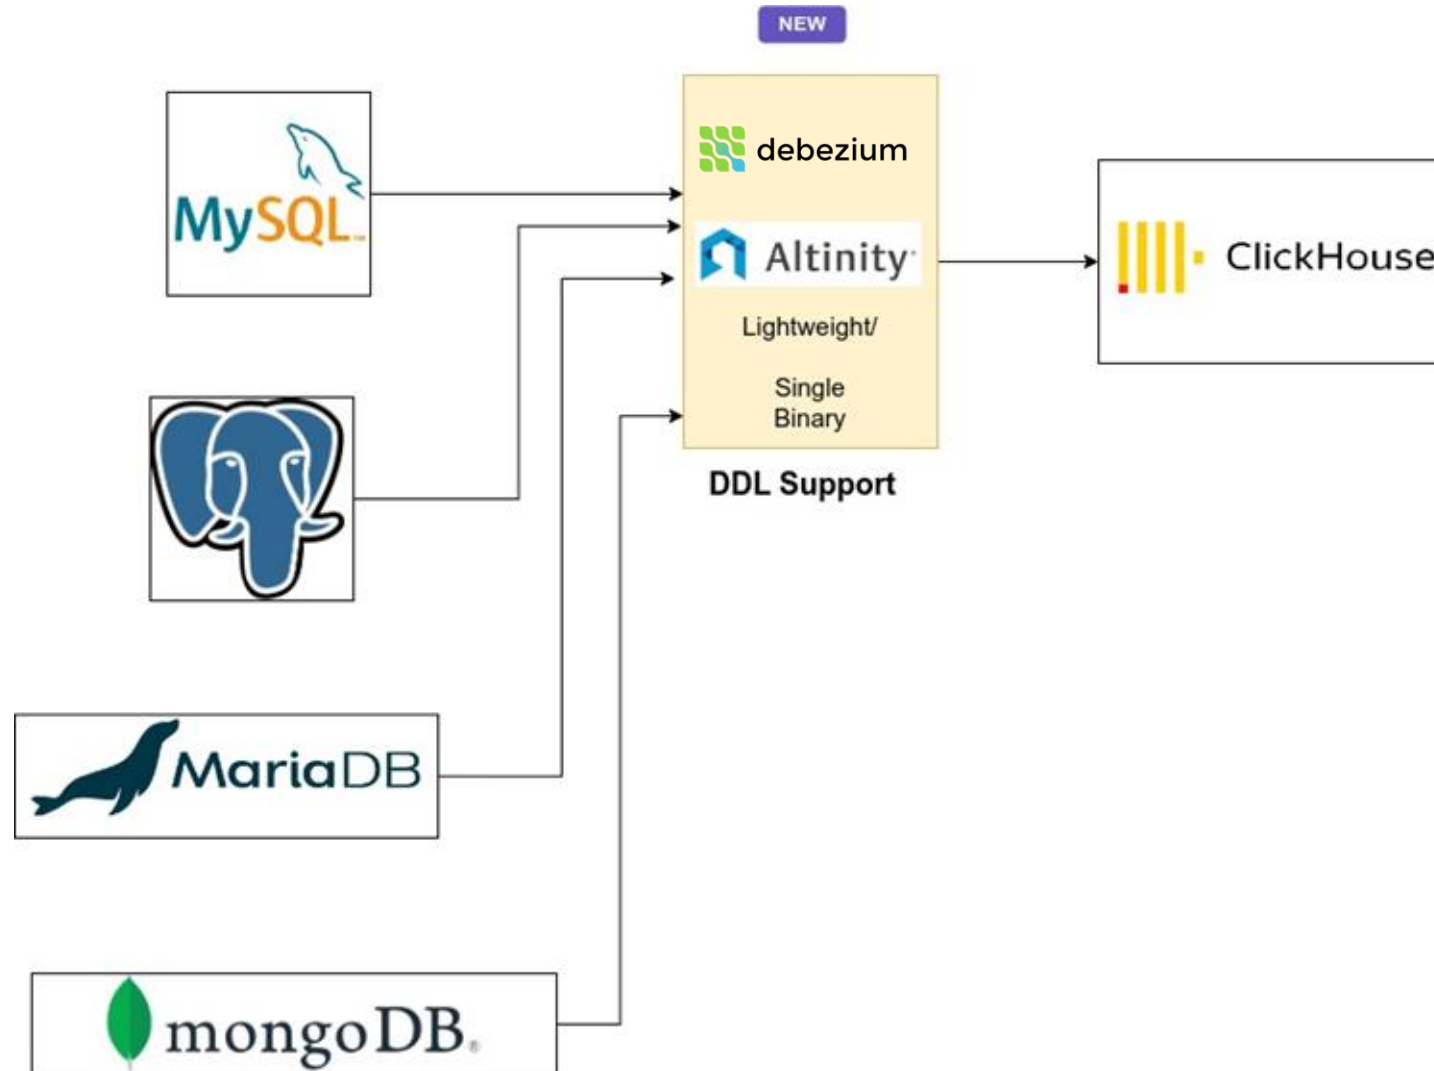 NEW
debezium
MySQL
Altinity
ClickHouse
Lightweight/
Single
Binary
DDL Support
MariaDB
mongoDB